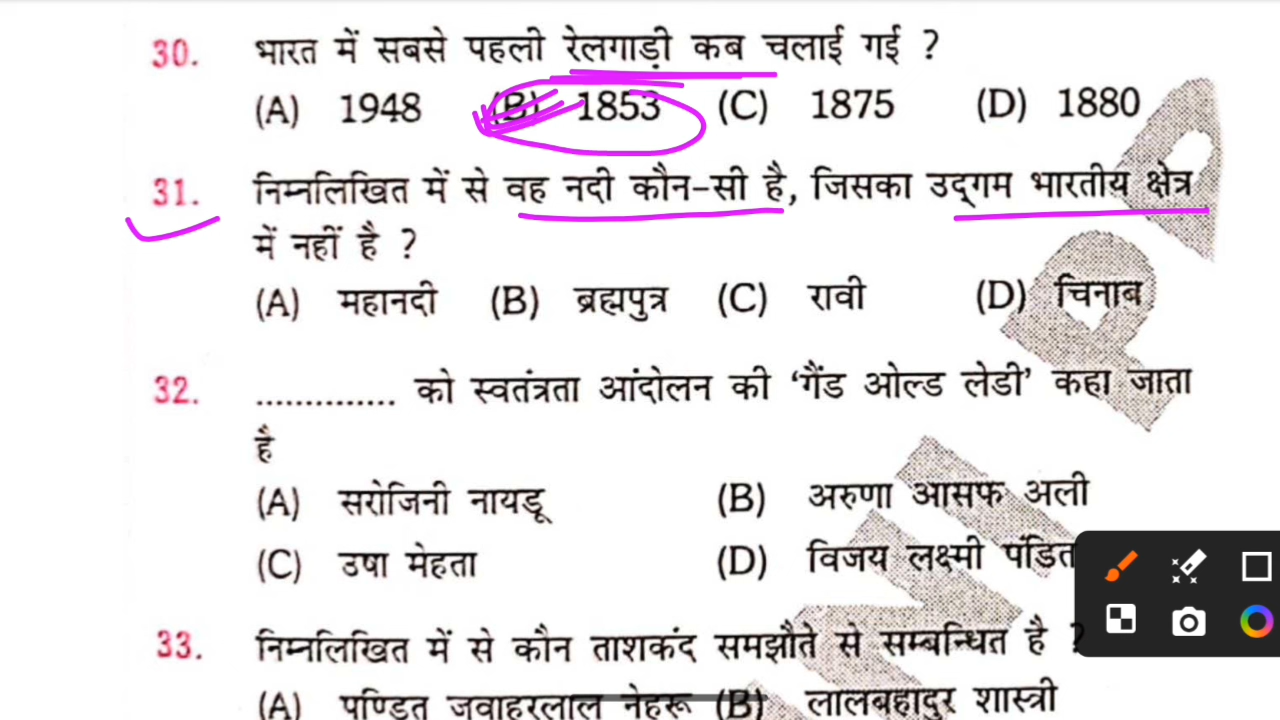 30. भारत में सबसे पहली रेलगाड़ी कब चलाई गई ?
(A) 1948 (B) 1853 (C) 1875 (D) 1880
31. निम्नलिखित में से वह नदी कौन-सी है, जिसका उद्गम भारतीय क्षेत्र
में नहीं है ?
(A) महानदी (B) ब्रह्मपुत्र (C) रावी (D) चिनाब
32. .............. को स्वतंत्रता आंदोलन की ‘गैंड ओल्ड लेडी’ कहा जाता
है
(A) सरोजिनी नायडू (B) अरुणा आसफ अली
(C) उषा मेहता (D) विजय लक्ष्मी पंडित
33. निम्नलिखित में से कौन ताशकंद समझौते से सम्बन्धित है ?
(A) पण्डित जवाहरलाल नेहरू (B) लालबहादुर शास्त्री